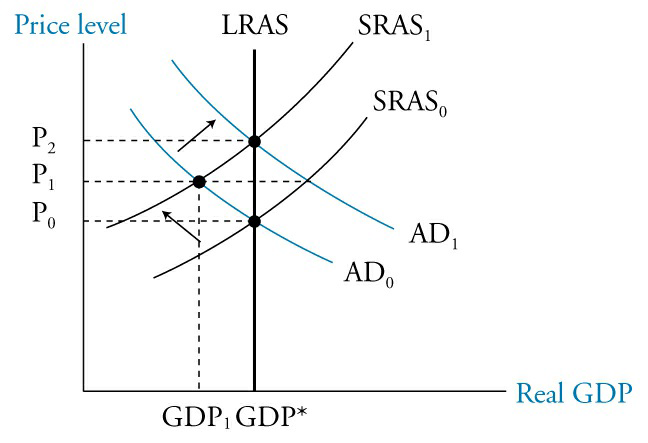 Price level
LRAS
SRAS₁
SRAS₀
P₂
P₁
P₀
AD₁
AD₀
Real GDP
GDP₁ GDP*